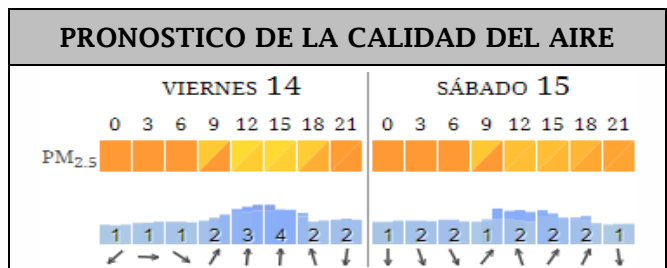 PRONOSTICO DE LA CALIDAD DEL AIRE
VIERNES 14 SÁBADO 15
0 3 6 9 12 15 18 21 0 3 6 9 12 15 18 21
PM2.5
1 1 1 2 3 4 2 2 1 2 2 1 2 2 2 1